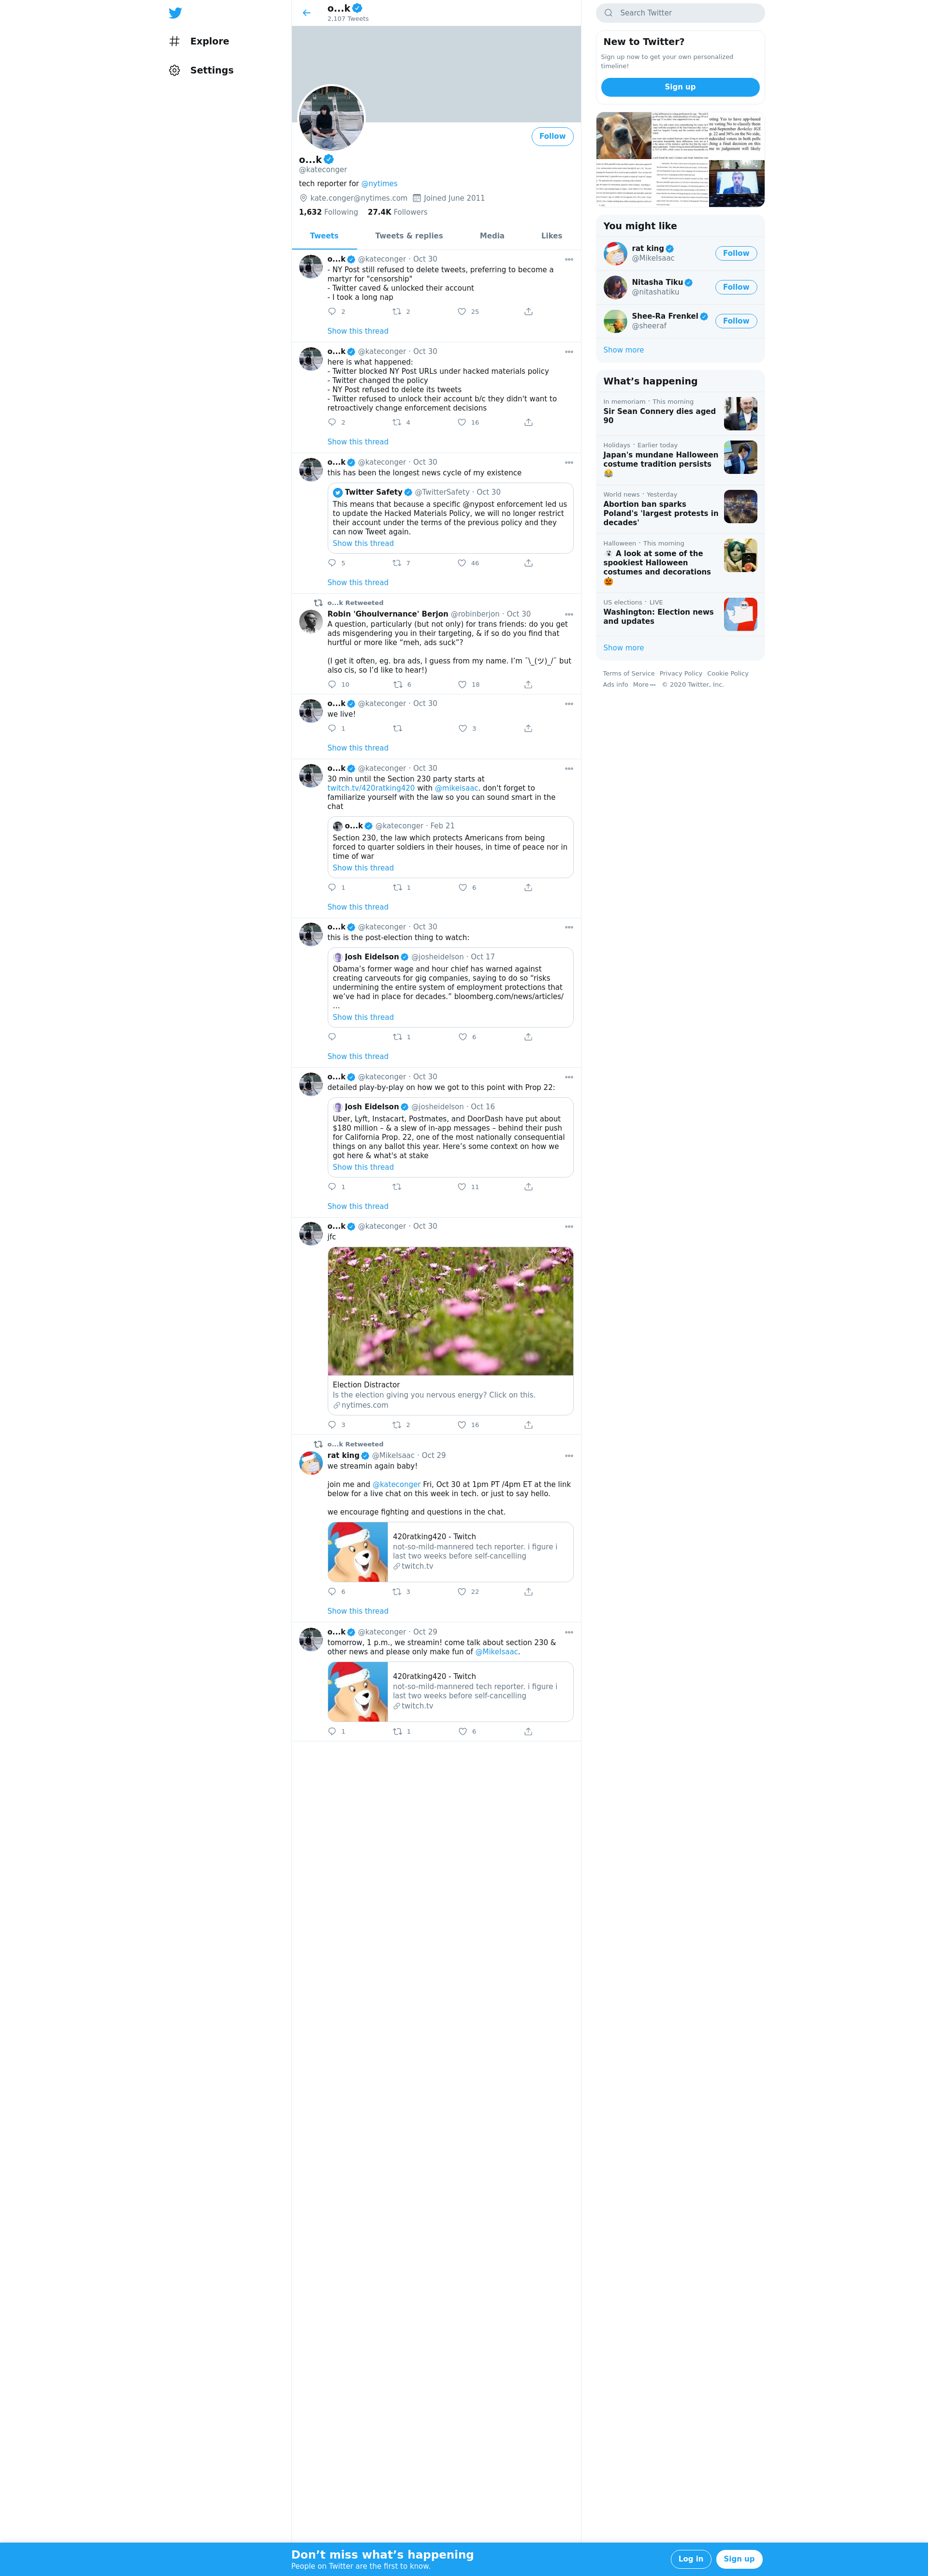 Explore
Settings
o...k
2,107 Tweets
Follow
o...k
@kateconger
tech reporter for @nytimes
kate.conger@nytimes.com Joined June 2011
1,632 Following 27.4K Followers
Tweets Tweets & replies Media Likes
o...k @kateconger · Oct 30
- NY Post still refused to delete tweets, preferring to become a
martyr for "censorship"
- Twitter caved & unlocked their account
- I took a long nap
2 2 25
Show this thread
o...k @kateconger · Oct 30
here is what happened:
- Twitter blocked NY Post URLs under hacked materials policy
- Twitter changed the policy
- NY Post refused to delete its tweets
- Twitter refused to unlock their account b/c they didn't want to
retroactively change enforcement decisions
2 4 16
Show this thread
o...k @kateconger · Oct 30
this has been the longest news cycle of my existence
Twitter Safety @TwitterSafety · Oct 30
This means that because a specific @nypost enforcement led us
to update the Hacked Materials Policy, we will no longer restrict
their account under the terms of the previous policy and they
can now Tweet again.
Show this thread
5 7 46
Show this thread
o...k Retweeted
Robin 'Ghoulvernance' Berjon @robinberjon · Oct 30
A question, particularly (but not only) for trans friends: do you get
ads misgendering you in their targeting, & if so do you find that
hurtful or more like “meh, ads suck”?
(I get it often, eg. bra ads, I guess from my name. I’m ¯\_(ツ)_/¯ but
also cis, so I’d like to hear!)
10 6 18
o...k @kateconger · Oct 30
we live!
1 3
Show this thread
o...k @kateconger · Oct 30
30 min until the Section 230 party starts at
twitch.tv/420ratking420 with @mikeisaac. don't forget to
familiarize yourself with the law so you can sound smart in the
chat
o...k @kateconger · Feb 21
Section 230, the law which protects Americans from being
forced to quarter soldiers in their houses, in time of peace nor in
time of war
Show this thread
1 1 6
Show this thread
o...k @kateconger · Oct 30
this is the post-election thing to watch:
Josh Eidelson @josheidelson · Oct 17
Obama’s former wage and hour chief has warned against
creating carveouts for gig companies, saying to do so “risks
undermining the entire system of employment protections that
we’ve had in place for decades.” bloomberg.com/news/articles/
...
Show this thread
1 6
Show this thread
o...k @kateconger · Oct 30
detailed play-by-play on how we got to this point with Prop 22:
Josh Eidelson @josheidelson · Oct 16
Uber, Lyft, Instacart, Postmates, and DoorDash have put about
$180 million – & a slew of in-app messages – behind their push
for California Prop. 22, one of the most nationally consequential
things on any ballot this year. Here’s some context on how we
got here & what’s at stake
Show this thread
1 11
Show this thread
o...k @kateconger · Oct 30
jfc
Election Distractor
Is the election giving you nervous energy? Click on this.
nytimes.com
3 2 16
o...k Retweeted
rat king @MikeIsaac · Oct 29
we streamin again baby!
join me and @kateconger Fri, Oct 30 at 1pm PT /4pm ET at the link
below for a live chat on this week in tech. or just to say hello.
we encourage fighting and questions in the chat.
420ratking420 - Twitch
not-so-mild-mannered tech reporter. i figure i
last two weeks before self-cancelling
twitch.tv
6 3 22
Show this thread
o...k @kateconger · Oct 29
tomorrow, 1 p.m., we streamin! come talk about section 230 &
other news and please only make fun of @MikeIsaac.
420ratking420 - Twitch
not-so-mild-mannered tech reporter. i figure i
last two weeks before self-cancelling
twitch.tv
1 1 6
Search Twitter
New to Twitter?
Sign up now to get your own personalized
timeline!
Sign up
You might like
rat king
@MikeIsaac
Follow
Nitasha Tiku
@nitashatiku
Follow
Shee-Ra Frenkel
@sheeraf
Follow
Show more
What’s happening
In memoriam · This morning
Sir Sean Connery dies aged
90
Holidays · Earlier today
Japan's mundane Halloween
costume tradition persists
😂
World news · Yesterday
Abortion ban sparks
Poland's 'largest protests in
decades'
Halloween · This morning
A look at some of the
spookiest Halloween
costumes and decorations
🎃
US elections · LIVE
Washington: Election news
and updates
Show more
Terms of Service Privacy Policy Cookie Policy
Ads info More © 2020 Twitter, Inc.
Don’t miss what’s happening
People on Twitter are the first to know.
Log in Sign up